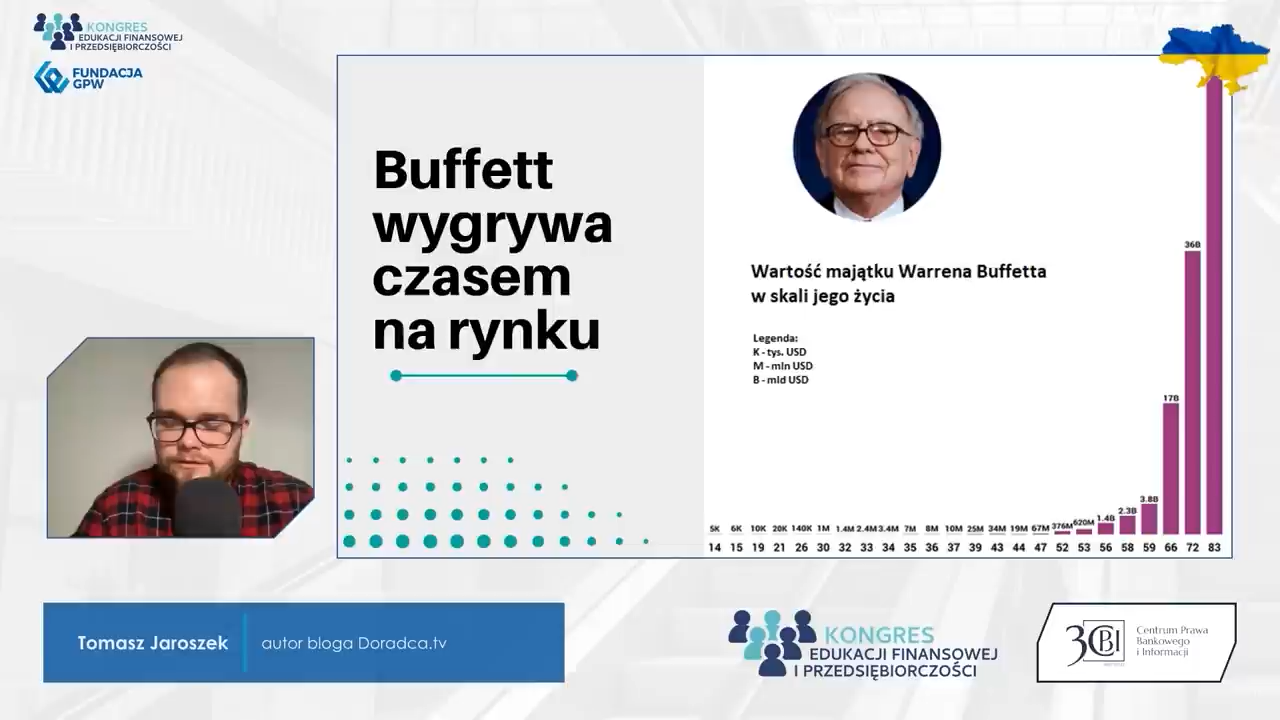 KONGRES
EDUKACJI FINANSOWEJ
I PRZEDSIĘBIORCZOŚCI
FUNDACJA
GPW
Buffett
wygrywa
czasem
na rynku
Wartość majątku Warrena Buffetta
w skali jego życia
Legenda:
K - tys. USD
M - mln USD
B - mld USD
36B
17B
5K 6K 10K 20K 140K 1M 1.4M 2.4M 3.4M 7M 8M 10M 25M 34M 19M 67M 376M 620M 1.4B 2.3B 3.8B
14 15 19 21 26 30 32 33 34 35 36 37 39 43 44 47 52 53 56 58 59 66 72 83
Tomasz Jaroszek
autor bloga Doradca.tv
KONGRES
EDUKACJI FINANSOWEJ
I PRZEDSIĘBIORCZOŚCI
30 CPBI
Centrum Prawa
Bankowego
i Informacji